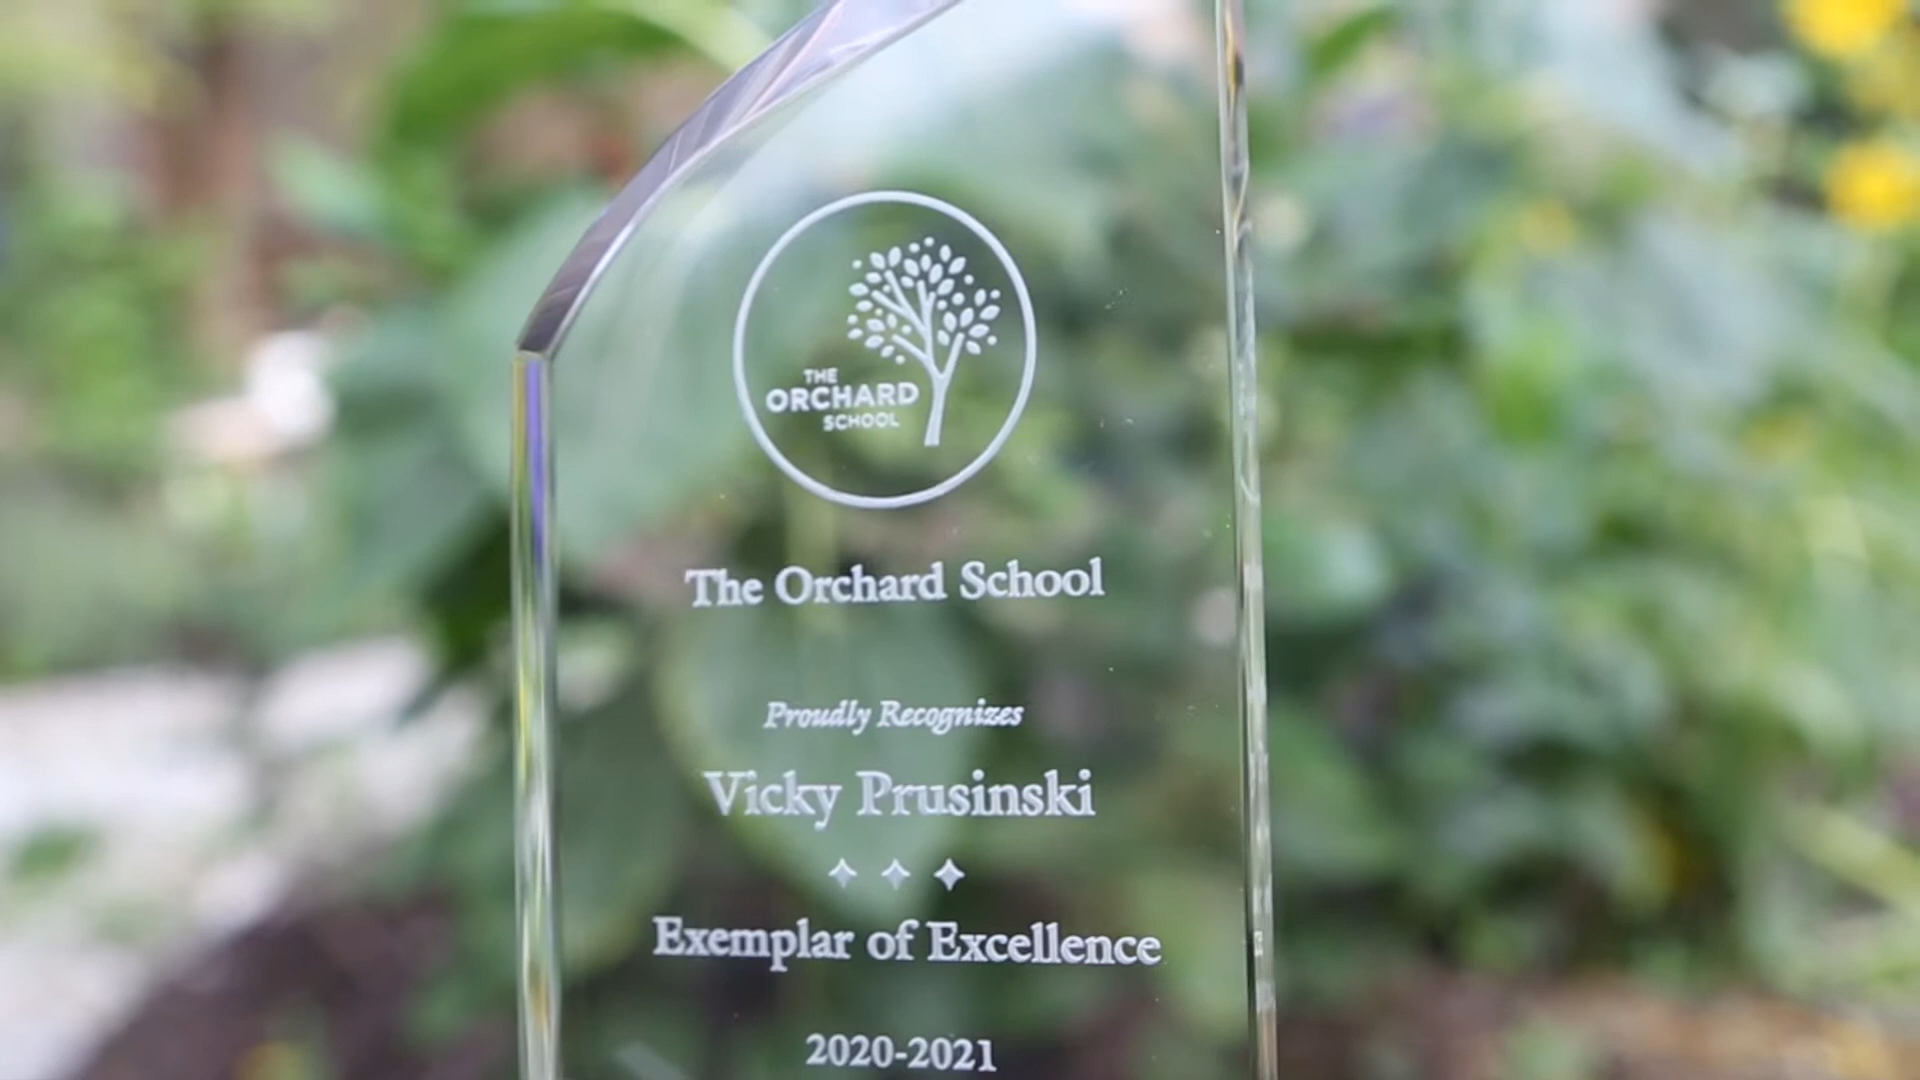 THE
ORCHARD
SCHOOL
The Orchard School
Proudly Recognizes
Vicky Prusinski
Exemplar of Excellence
2020-2021